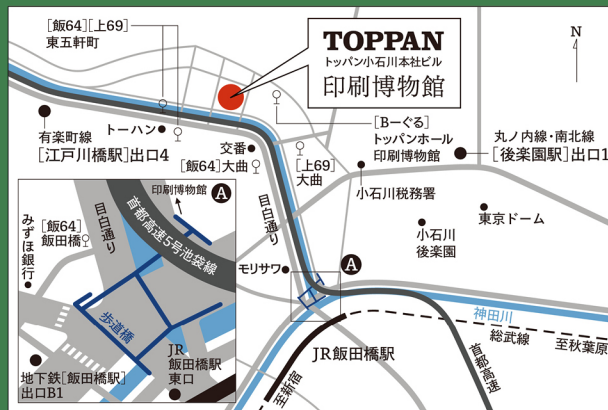 [飯64][上69]
東五軒町
TOPPAN
トッパン小石川本社ビル
印刷博物館
N
有楽町線
[江戸川橋駅]出口4
トーハン
交番
[飯64]大曲
[上69]
大曲
[Bーぐる]
トッパンホール
印刷博物館
丸ノ内線・南北線
[後楽園駅]出口1
小石川税務署
小石川
後楽園
東京ドーム
目白通り
モリサワ
A
神田川
総武線
至秋葉原
首都高速
JR飯田橋駅
至新宿
印刷博物館
A
首都高速5号池袋線
目白通り
[飯64]
飯田橋
みずほ銀行
歩道橋
JR
飯田橋駅
東口
地下鉄[飯田橋駅]
出口B1